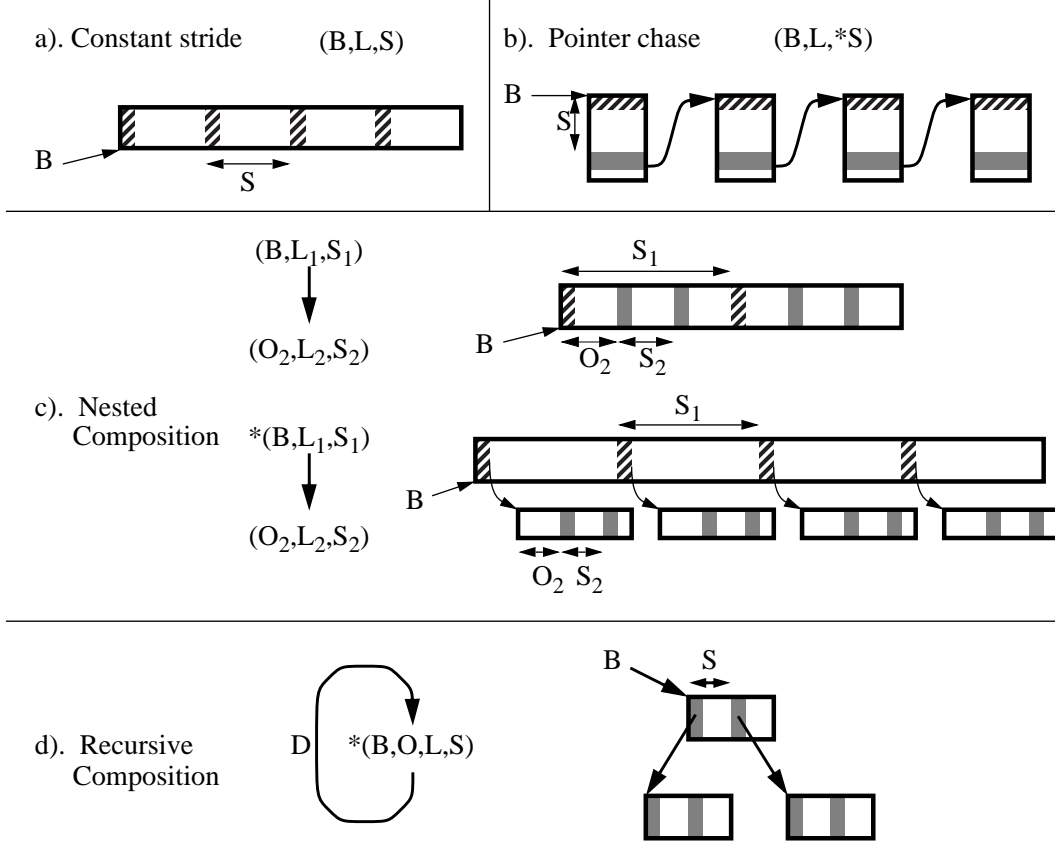 a). Constant stride (B,L,S)
B
S
b). Pointer chase (B,L,*S)
B
S
(B,L1,S1)
(O2,L2,S2)
S1
B
O2 S2
c). Nested
Composition
*(B,L1,S1)
(O2,L2,S2)
S1
B
O2 S2
d). Recursive
Composition
D
*(B,O,L,S)
B
S